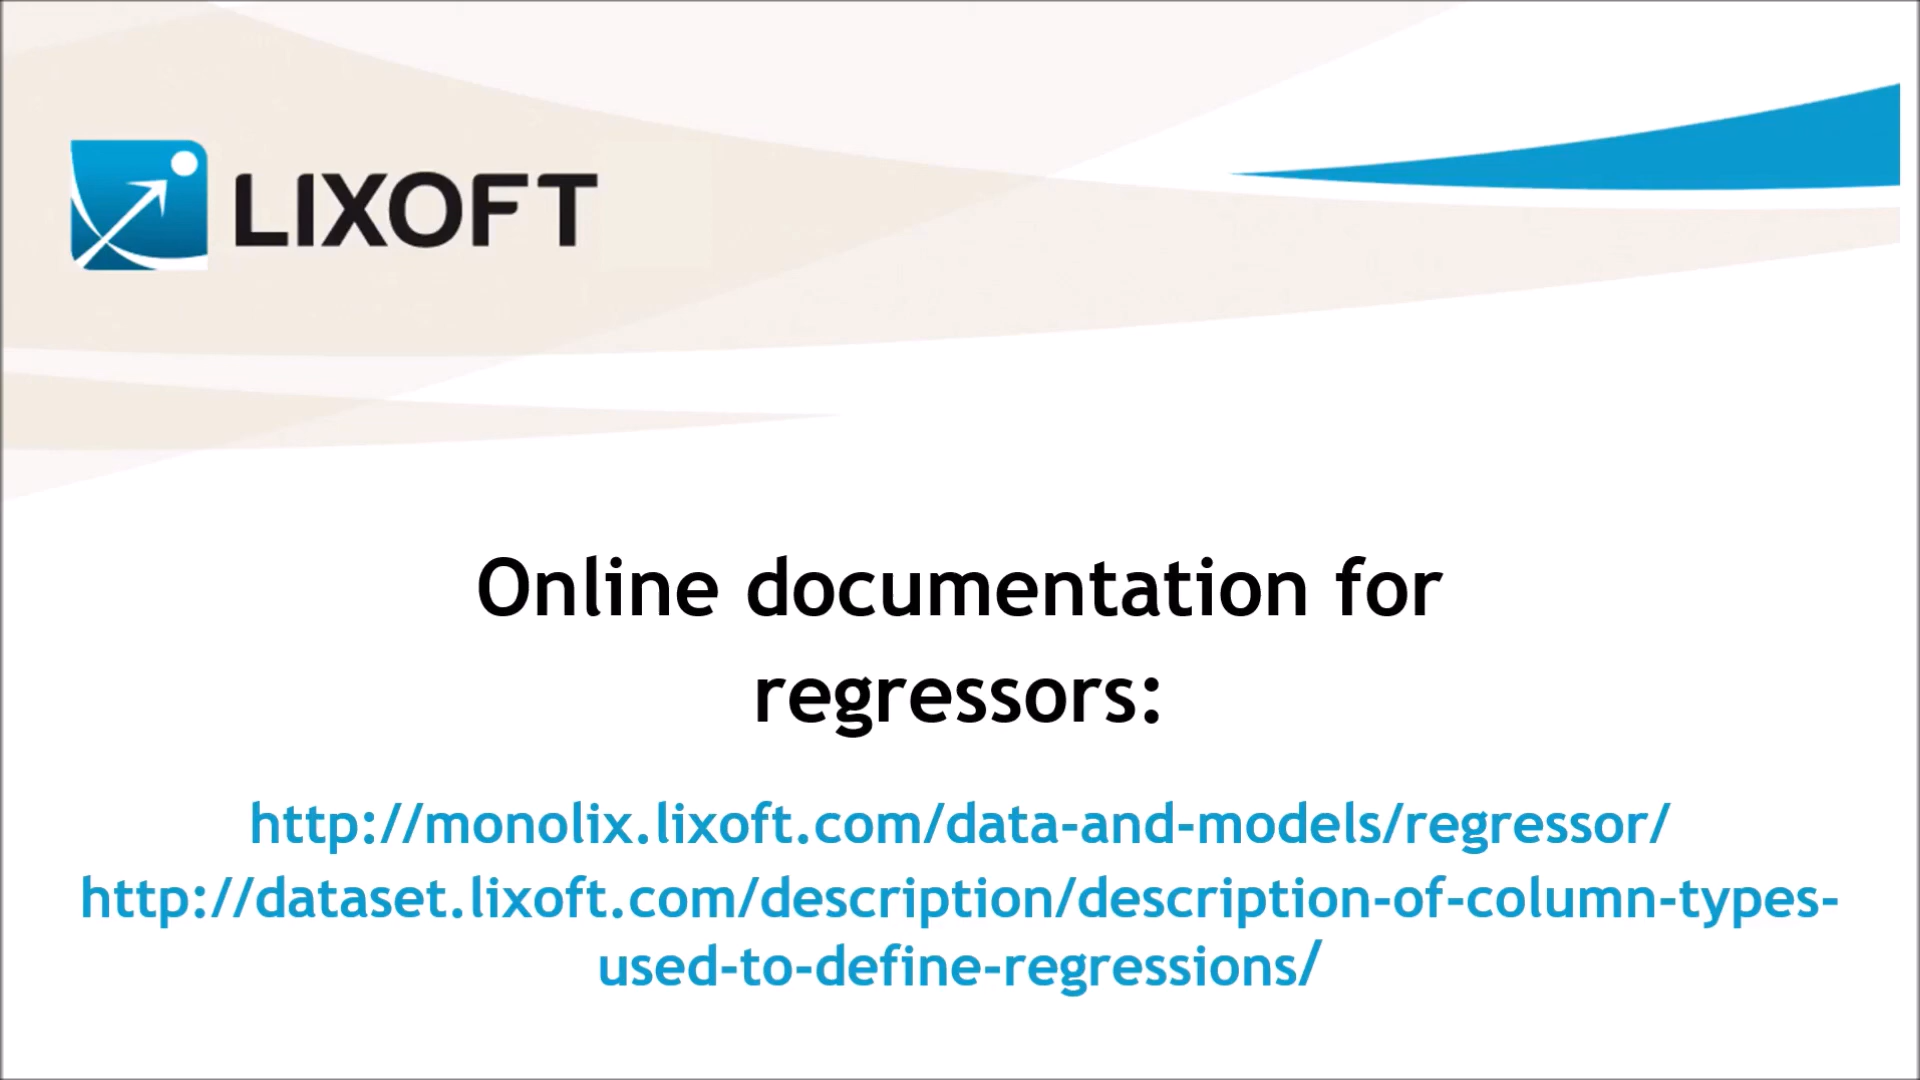 LIXOFT
Online documentation for
regressors:
http://monolix.lixoft.com/data-and-models/regressor/
http://dataset.lixoft.com/description/description-of-column-types-
used-to-define-regressions/